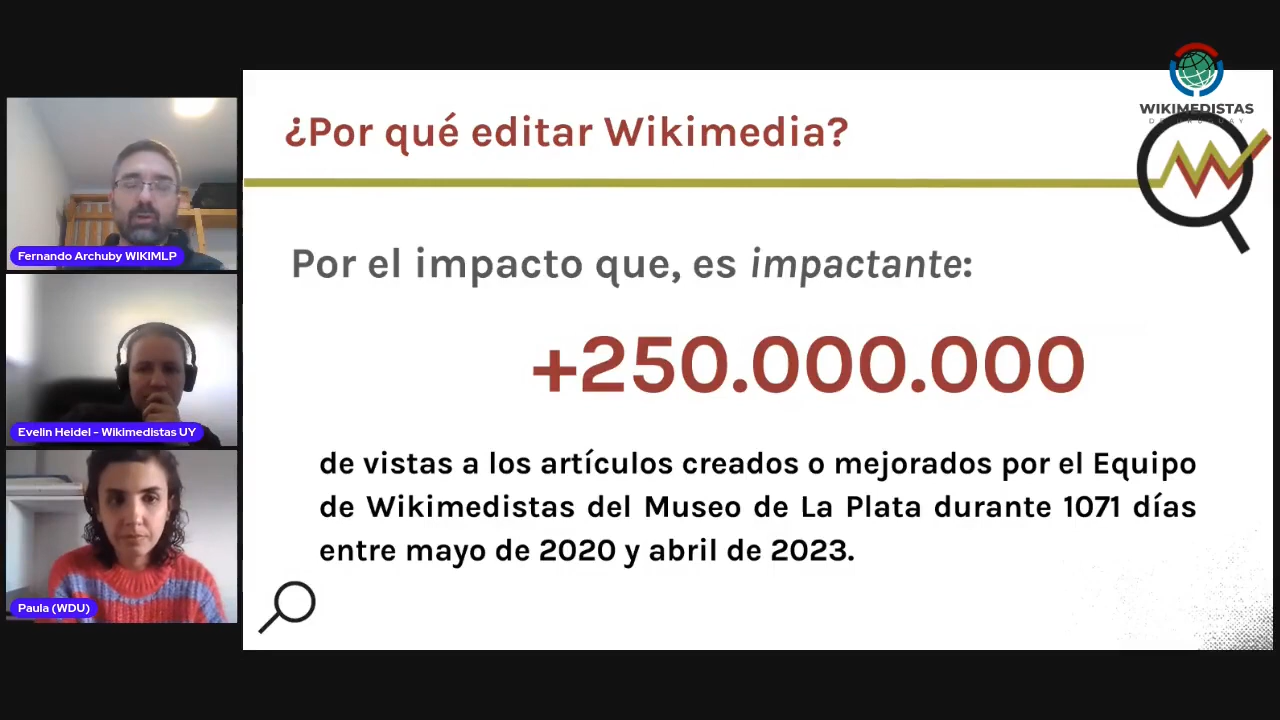 ¿Por qué editar Wikimedia?
WIKIMEDISTAS
DE URUGUAY
Por el impacto que, es impactante:
+250.000.000
de vistas a los artículos creados o mejorados por el Equipo
de Wikimedistas del Museo de La Plata durante 1071 días
entre mayo de 2020 y abril de 2023.
Fernando Archuby WIKIMLP
Evelin Heidel - Wikimedistas UY
Paula (WDU)